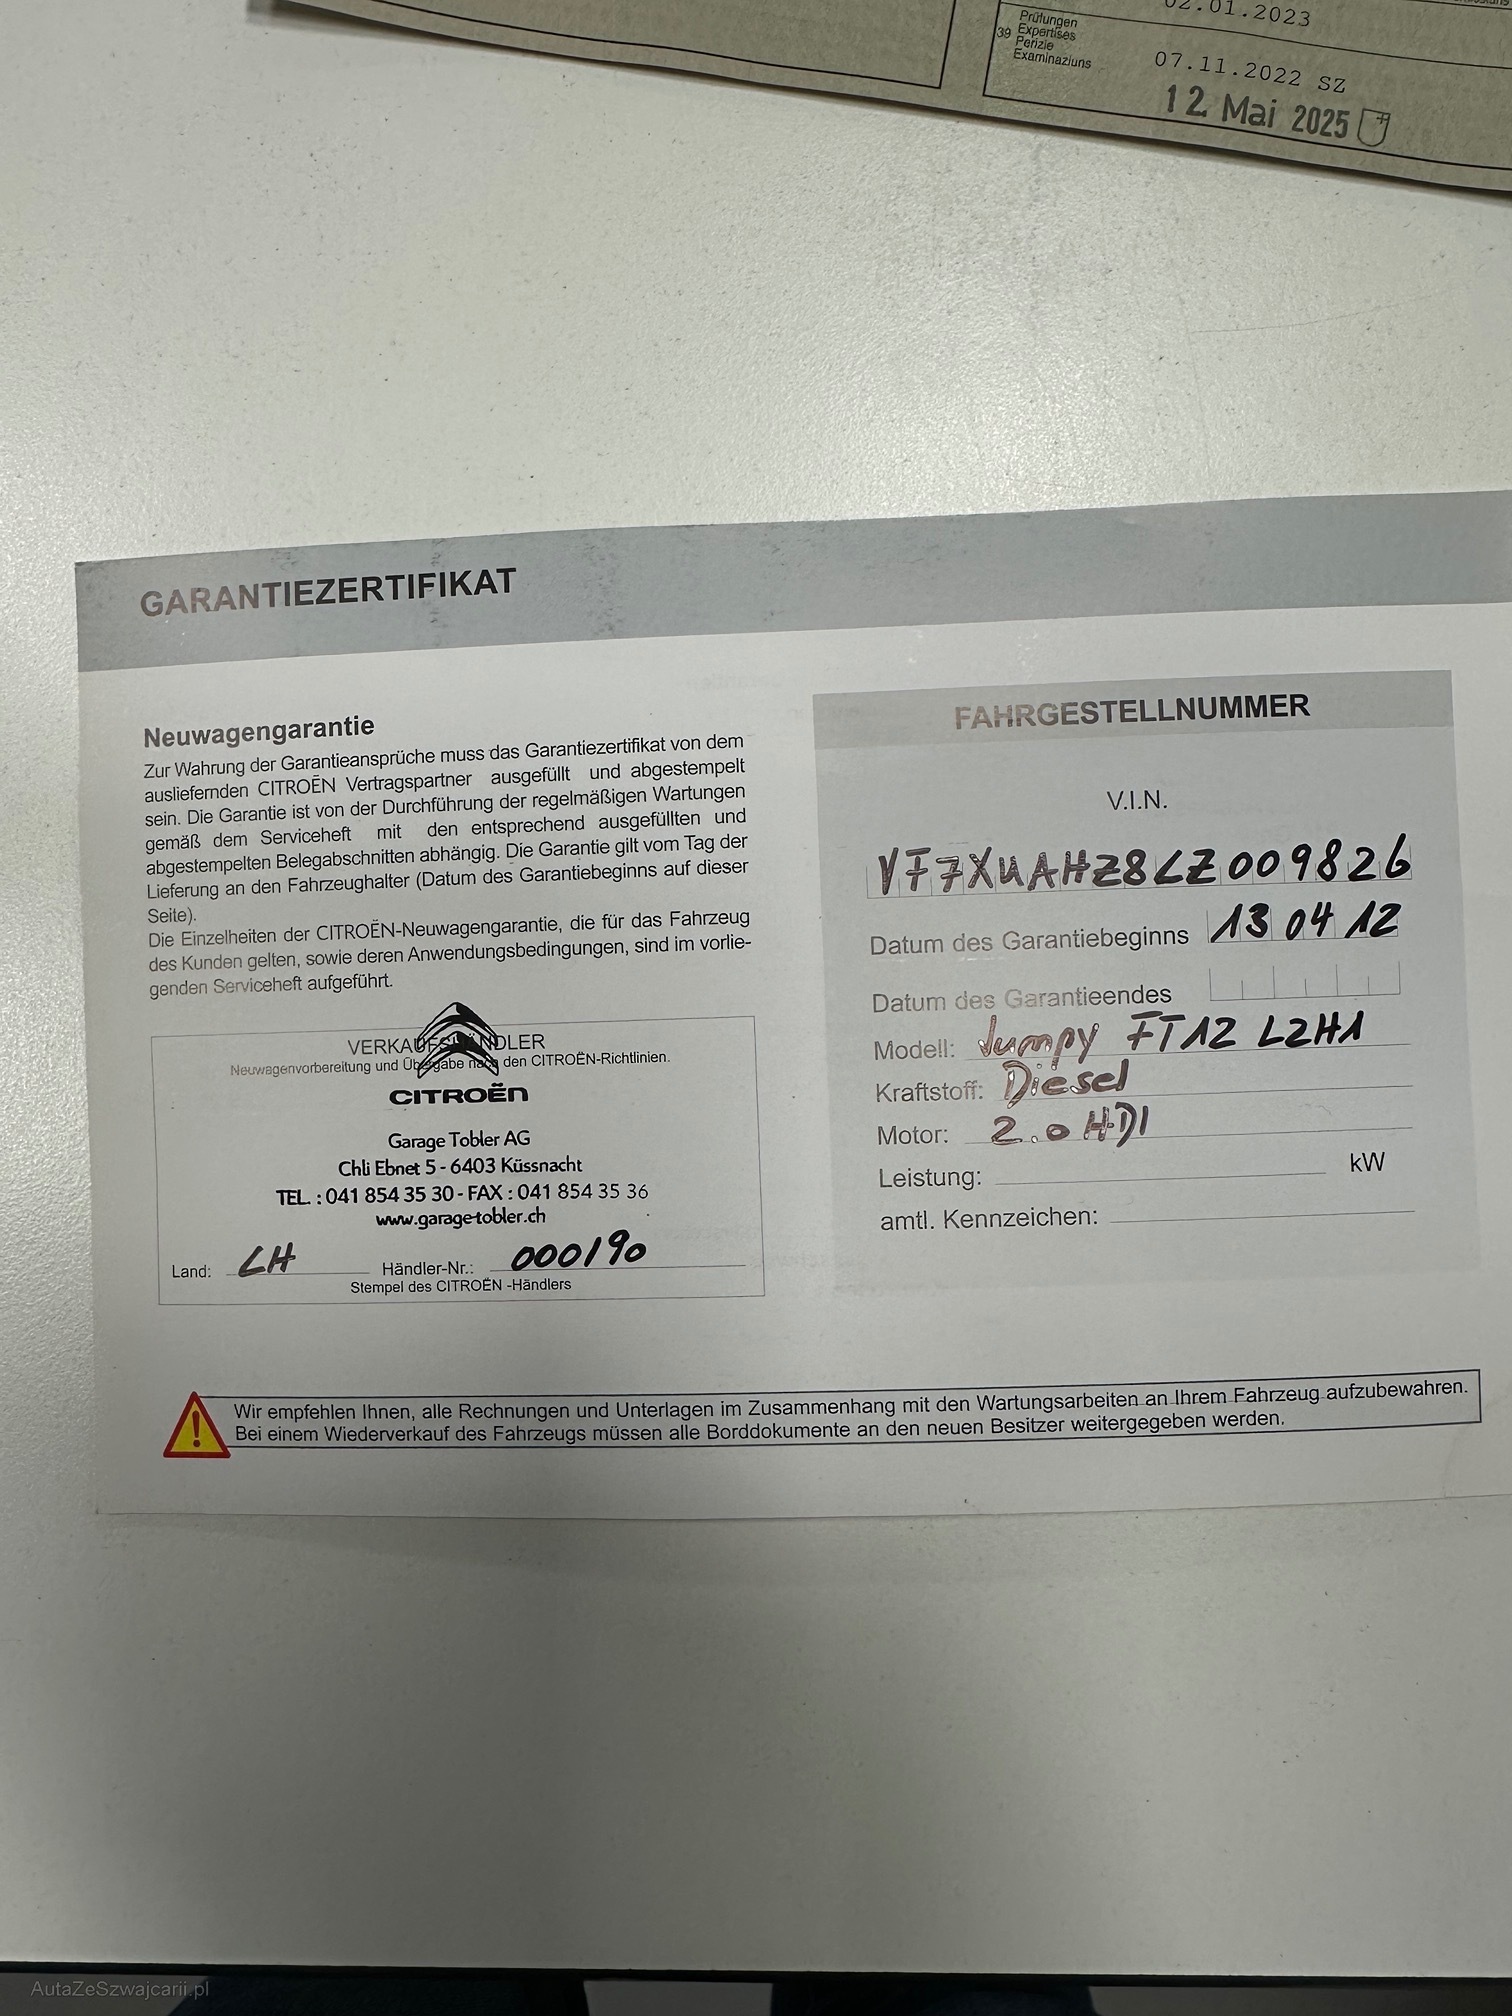 02.01.2023
Prüfungen
39 Expertises
Perizie
Examinaziuns
07.11.2022 SZ
12 Mai 2025
GARANTIEZERTIFIKAT
Neuwagengarantie
Zur Wahrung der Garantieansprüche muss das Garantiezertifikat von dem
ausliefernden CITROËN Vertragspartner ausgefüllt und abgestempelt
sein. Die Garantie ist von der Durchführung der regelmäßigen Wartungen
gemäß dem Serviceheft mit den entsprechend ausgefüllten und
abgestempelten Belegabschnitten abhängig. Die Garantie gilt vom Tag der
Lieferung an den Fahrzeughalter (Datum des Garantiebeginns auf dieser
Seite).
Die Einzelheiten der CITROËN-Neuwagengarantie, die für das Fahrzeug
des Kunden gelten, sowie deren Anwendungsbedingungen, sind im vorlie-
genden Serviceheft aufgeführt.
VERKAUFSHÄNDLER
Neuwagenvorbereitung und Übergabe nach den CITROËN-Richtlinien.
CITROËN
Garage Tobler AG
Chli Ebnet 5 - 6403 Küssnacht
TEL. : 041 854 35 30 - FAX : 041 854 35 36
www.garage-tobler.ch
Land: CH Händler-Nr.: 000190
Stempel des CITROËN -Händlers
FAHRGESTELLNUMMER
V.I.N.
VF7XUAHZ8CZ009826
Datum des Garantiebeginns 13 04 12
Datum des Garantieendes
Modell: Jumpy FT12 L2H1
Kraftstoff: Diesel
Motor: 2.0 HDI
Leistung: kW
amtl. Kennzeichen:
Wir empfehlen Ihnen, alle Rechnungen und Unterlagen im Zusammenhang mit den Wartungsarbeiten an Ihrem Fahrzeug aufzubewahren.
Bei einem Wiederverkauf des Fahrzeugs müssen alle Borddokumente an den neuen Besitzer weitergegeben werden.
AutaZeSzwajcarii.pl